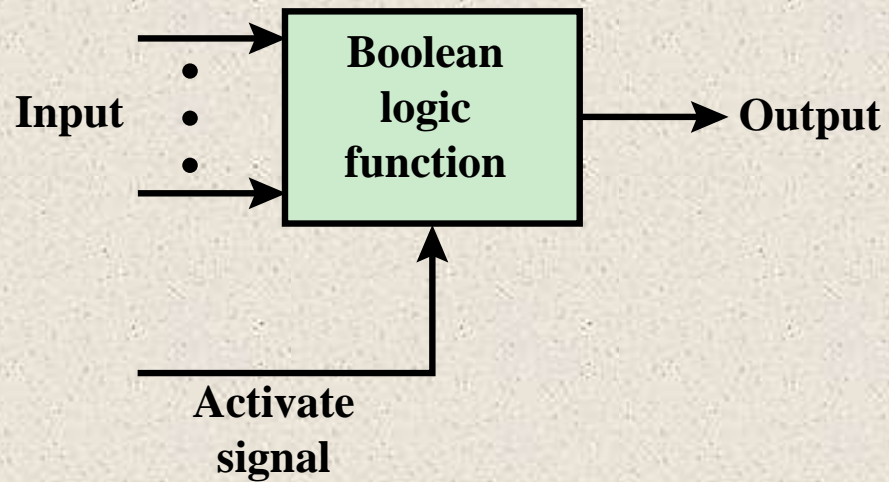 Input
Boolean
logic
function
Output
Activate
signal